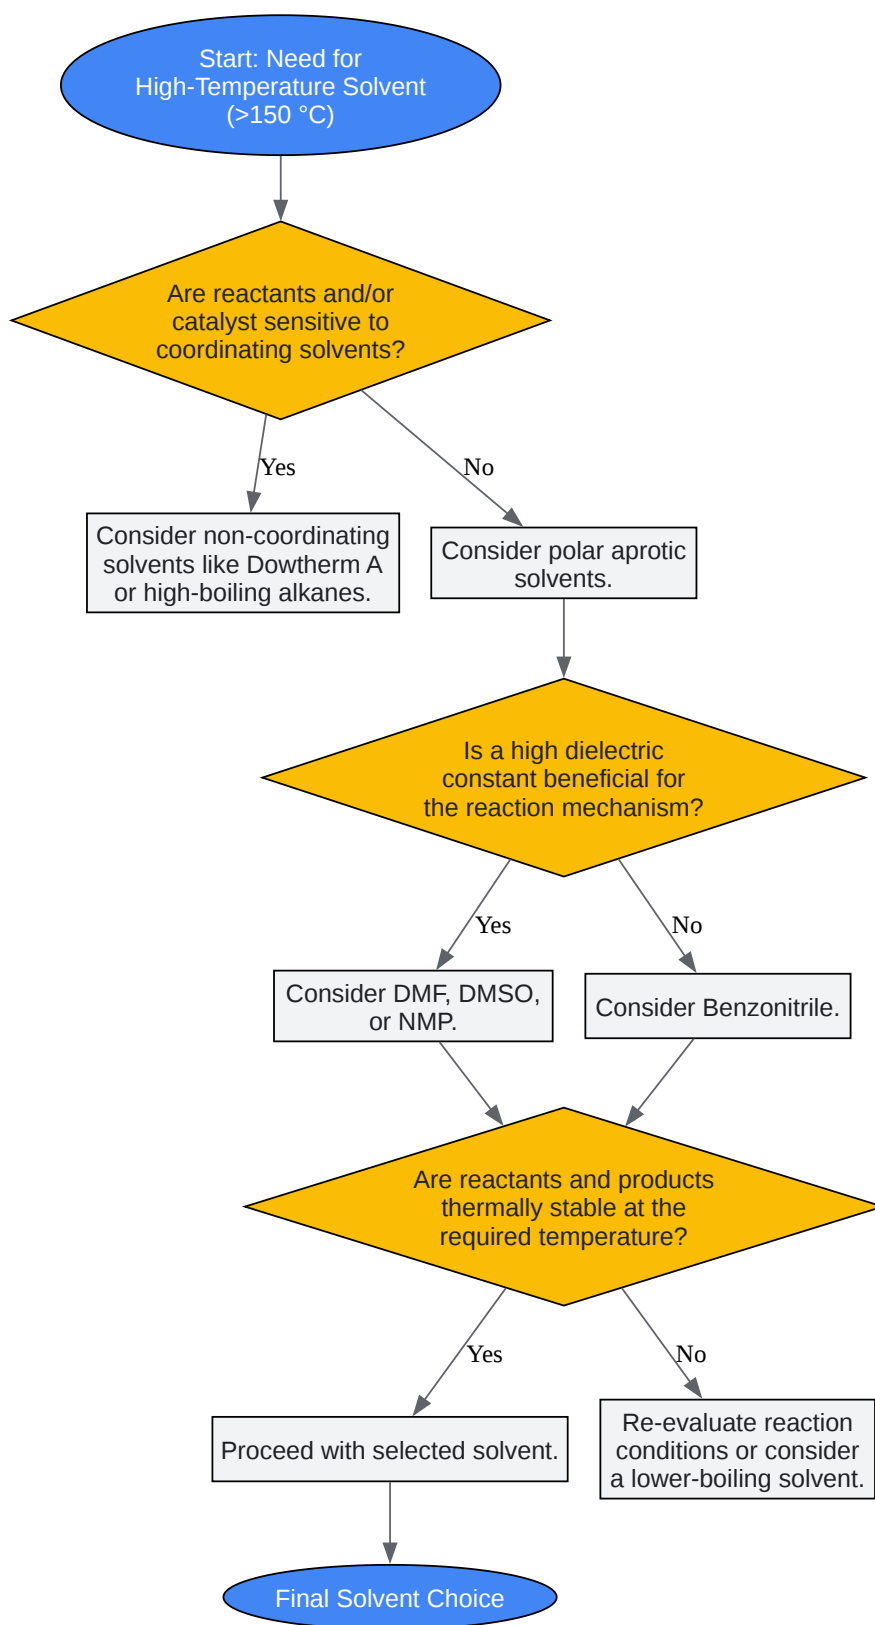 Start: Need for
High-Temperature Solvent
(>150 °C)
Are reactants and/or
catalyst sensitive to
coordinating solvents?
Yes
No
Consider non-coordinating
solvents like Dowtherm A
or high-boiling alkanes.
Consider polar aprotic
solvents.
Is a high dielectric
constant beneficial for
the reaction mechanism?
Yes
No
Consider DMF, DMSO,
or NMP.
Consider Benzonitrile.
Are reactants and products
thermally stable at the
required temperature?
Yes
No
Proceed with selected solvent.
Re-evaluate reaction
conditions or consider
a lower-boiling solvent.
Final Solvent Choice